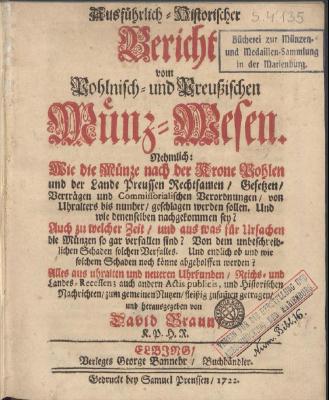 Ausführlich-Historischer
S.4.135
Bericht
Bücherei zur Münzen-
und Medaillen-Sammlung
in der Marienburg.
vom
Pohlnisch- und Preußischen
Müntz-Wesen.
Nehmlich:
Wie die Müntze nach der Krone Pohlen
und der Lande Preussen Rechtsamen/ Gesetzen/
Verträgen und Commissorialischen Verordnungen/ von
Uhralters bis nunher/ geschlagen werden sollen. Und
wie denenselben nachgekommen sey?
Auch zu welcher Zeit/ und aus was für Ursachen
die Müntzen so gar verfallen sind? Von dem unbeschreib-
lichen Schaden solchen Verfalles. Und endlich ob und wie
solchem Schaden noch könne abgeholffen werden?
Alles aus uhralten und neueren Uhrkunden/ Reichs- und
Landes-Recessen; auch andern Actis publicis, und Historischen
Nachrichten/ zum gemeinen Nutzen/ fleißig zusammen getragen/
und herausgegeben von
David Braun
K. P. H. R.
ELBING/
Verlegts George Bannehr/ Buchhändler.
Gedruckt bey Samuel Preussen/ 1722.